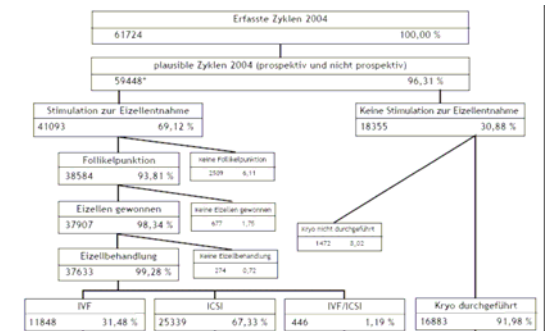 Erfasste Zyklen 2004
61724 100,00 %
plausible Zyklen 2004 (prospektiv und nicht prospektiv)
59448* 96,31 %
Stimulation zur Eizellentnahme
41093 69,12 %
Keine Stimulation zur Eizellentnahme
18355 30,88 %
Follikelpunktion
38584 93,81 %
Keine Follikelpunktion
2509 6,11
Eizellen gewonnen
37907 98,34 %
Keine Eizellen gewonnen
677 1,75
Kryo nicht durchgeführt
1472 8,02
Eizellbehandlung
37633 99,28 %
Keine Eizellbehandlung
274 0,72
IVF
11848 31,48 %
ICSI
25339 67,33 %
IVF/ICSI
446 1,19 %
Kryo durchgeführt
16883 91,98 %